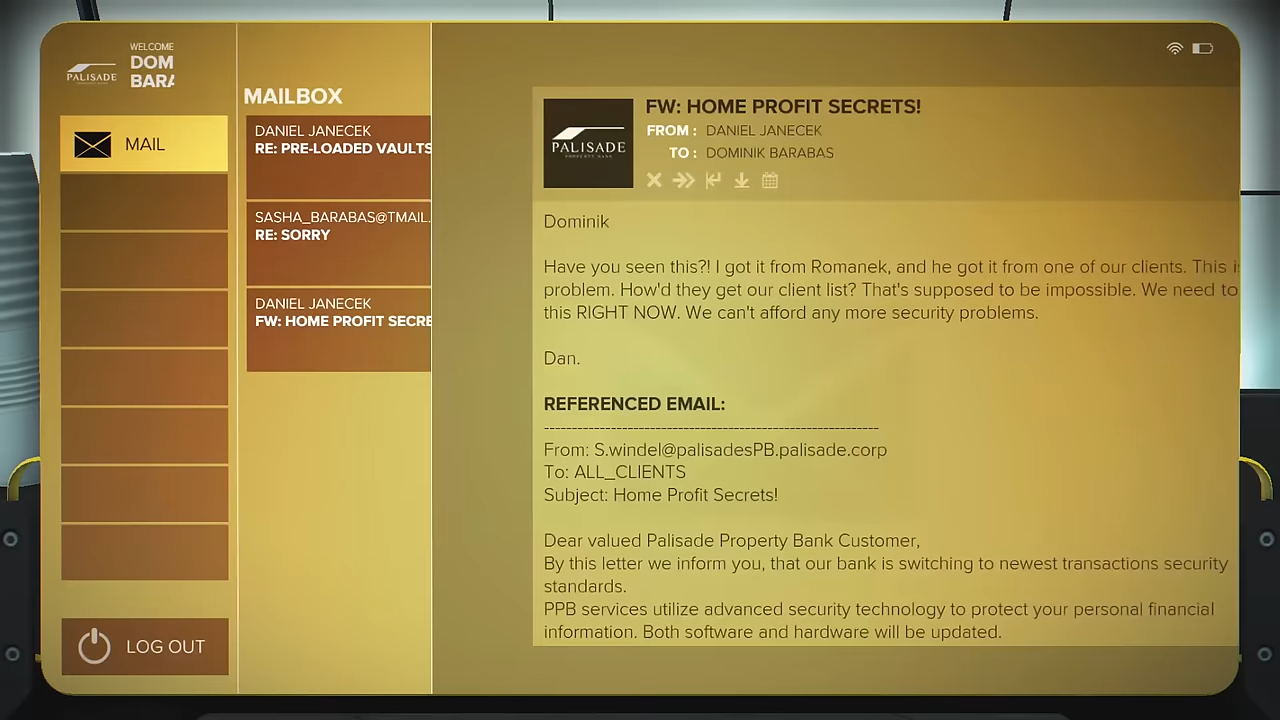 WELCOME
DOM
BARA
PALISADE
MAIL
LOG OUT
MAILBOX
DANIEL JANECEK
RE: PRE-LOADED VAULTS
SASHA_BARABAS@TMAIL.
RE: SORRY
DANIEL JANECEK
FW: HOME PROFIT SECRE
PALISADE
PROPERTY BANK
FW: HOME PROFIT SECRETS!
FROM : DANIEL JANECEK
TO : DOMINIK BARABAS
Dominik
Have you seen this?! I got it from Romanek, and he got it from one of our clients. This is
problem. How'd they get our client list? That's supposed to be impossible. We need to
this RIGHT NOW. We can't afford any more security problems.
Dan.
REFERENCED EMAIL:
------------------------------------------------------------
From: S.windel@palisadesPB.palisade.corp
To: ALL_CLIENTS
Subject: Home Profit Secrets!
Dear valued Palisade Property Bank Customer,
By this letter we inform you, that our bank is switching to newest transactions security
standards.
PPB services utilize advanced security technology to protect your personal financial
information. Both software and hardware will be updated.